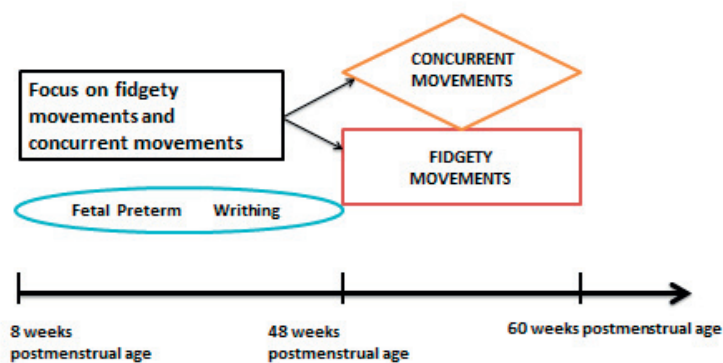 CONCURRENT
MOVEMENTS
Focus on fidgety
movements and
concurrent movements
FIDGETY
MOVEMENTS
Fetal Preterm Writhing
8 weeks
postmenstrual age
48 weeks
postmenstrual age
60 weeks postmenstrual age